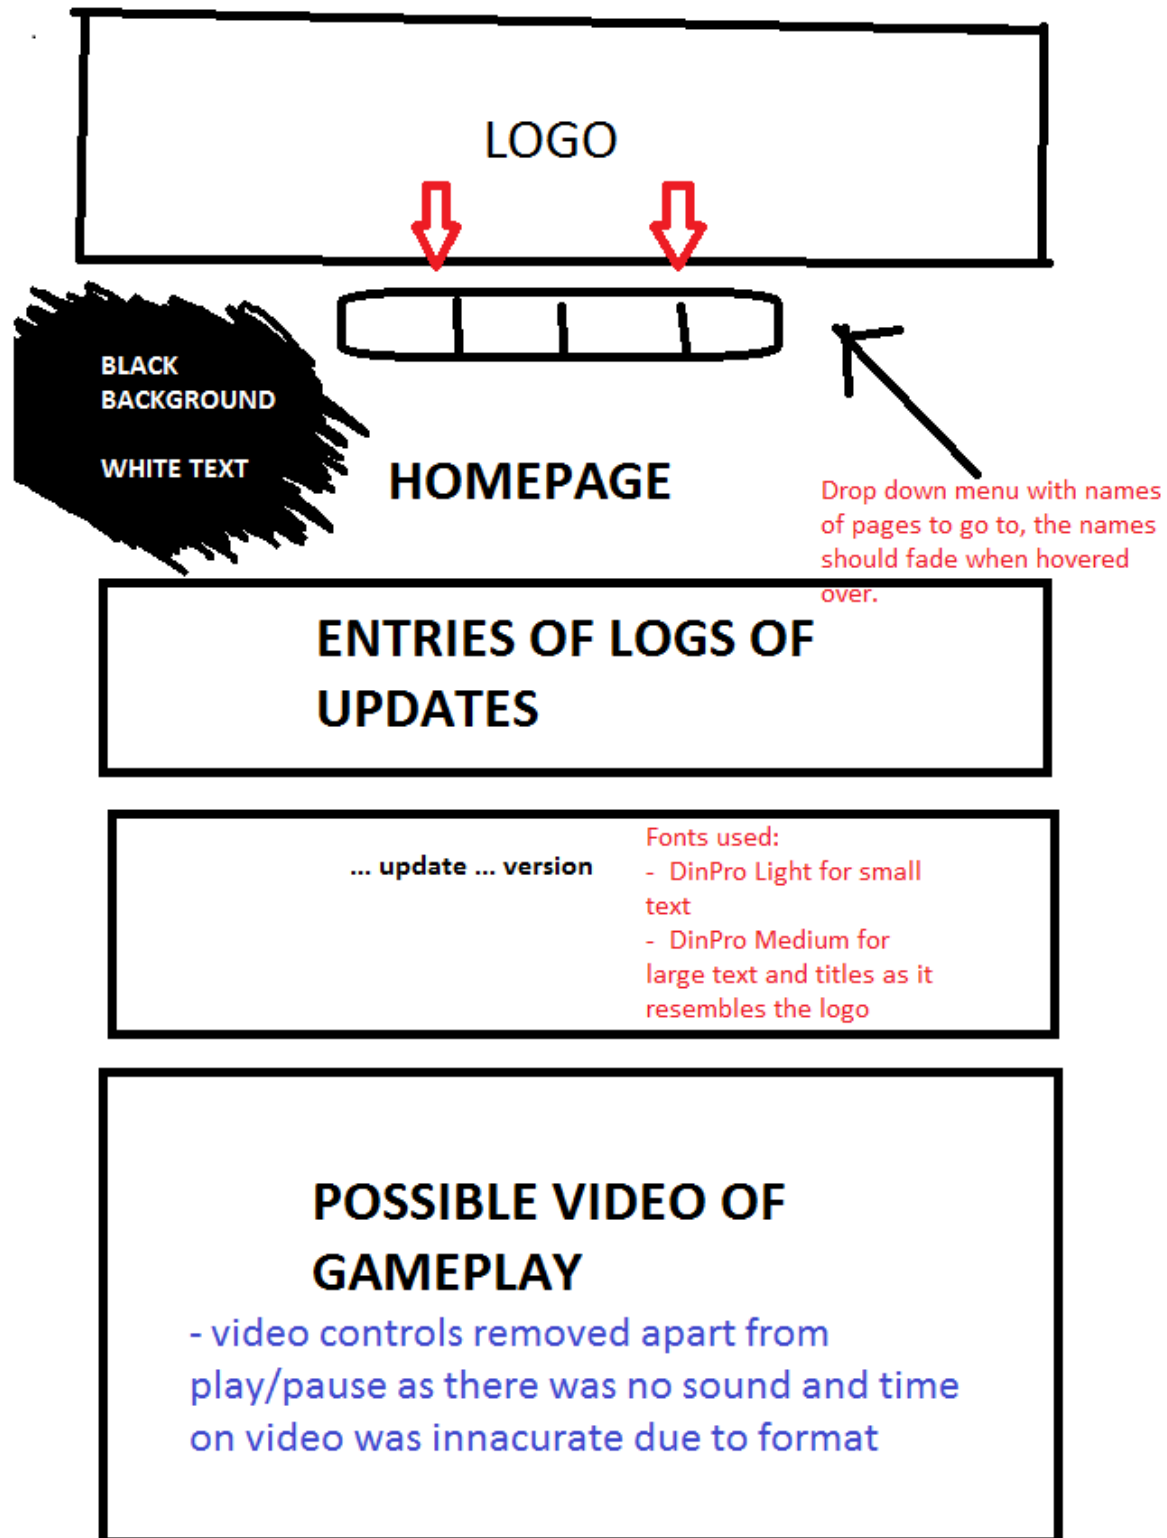 LOGO
BLACK
BACKGROUND
WHITE TEXT
HOMEPAGE
Drop down menu with names
of pages to go to, the names
should fade when hovered
over.
ENTRIES OF LOGS OF
UPDATES
... update ... version
Fonts used:
- DinPro Light for small
text
- DinPro Medium for
large text and titles as it
resembles the logo
POSSIBLE VIDEO OF
GAMEPLAY
- video controls removed apart from
play/pause as there was no sound and time
on video was innacurate due to format